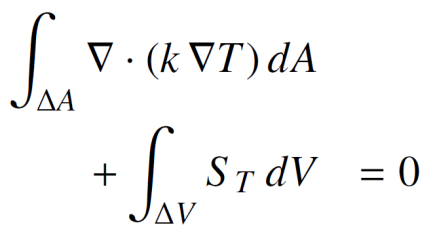 ∫_{ΔA} ∇ · (k ∇T) dA
+ ∫_{ΔV} S_T dV = 0